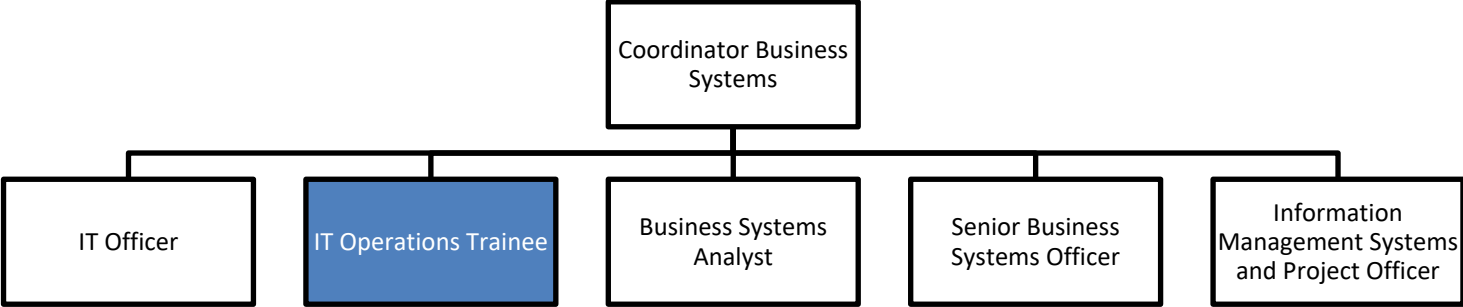 Coordinator Business
Systems
IT Officer
IT Operations Trainee
Business Systems
Analyst
Senior Business
Systems Officer
Information
Management Systems
and Project Officer